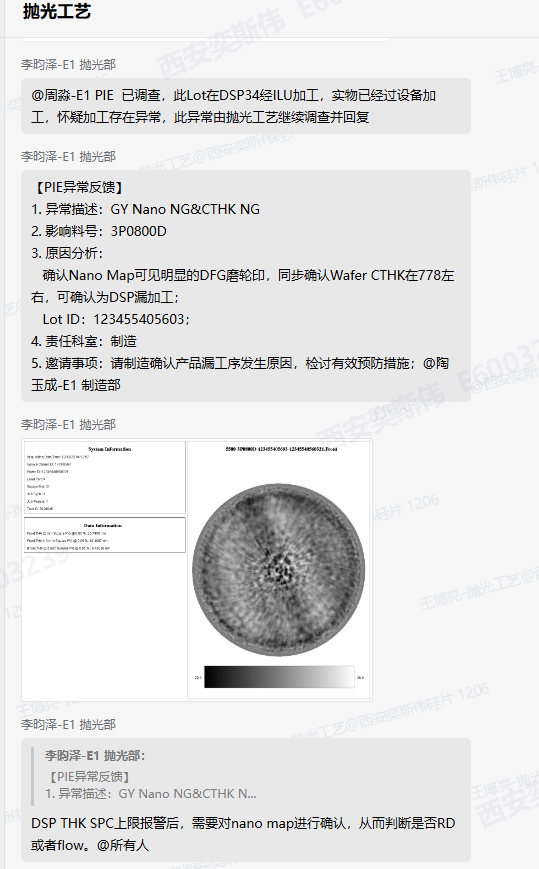 抛光工艺
李昀泽-E1 抛光部
@周淼-E1 PIE 已调查，此Lot在DSP34经ILU加工，实物已经过设备加
工，怀疑加工存在异常，此异常由抛光工艺继续调查并回复
李昀泽-E1 抛光部
【PIE异常反馈】
1. 异常描述：GY Nano NG&CTHK NG
2. 影响料号：3P0800D
3. 原因分析：
确认Nano Map可见明显的DFG磨轮印，同步确认Wafer CTHK在778左
右，可确认为DSP漏加工；
Lot ID：123455405603；
4. 责任科室：制造
5. 邀请事项：请制造确认产品漏工序发生原因，检讨有效预防措施；@陶
玉成-E1 制造部
李昀泽-E1 抛光部
System Information
Data Information
李昀泽-E1 抛光部
李昀泽-E1 抛光部：
【PIE异常反馈】
1. 异常描述：GY Nano NG&CTHK N...
DSP THK SPC上限报警后，需要对nano map进行确认，从而判断是否RD
或者flow。@所有人
西安奕斯伟
王博亮-抛光工艺@西安奕斯伟硅片 1206